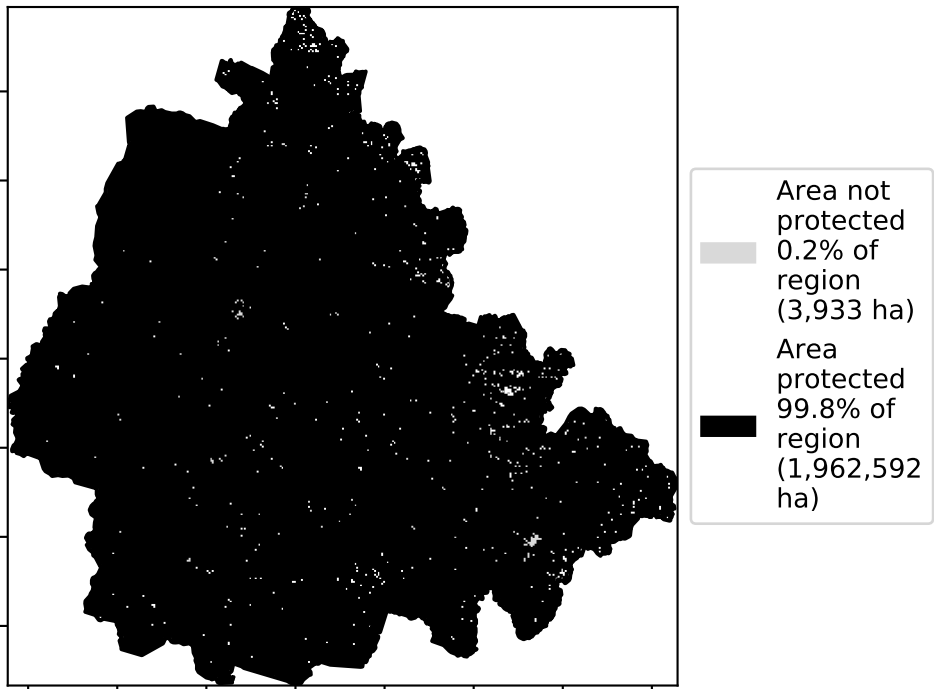 Area not
protected
0.2% of
region
(3,933 ha)
Area
protected
99.8% of
region
(1,962,592
ha)